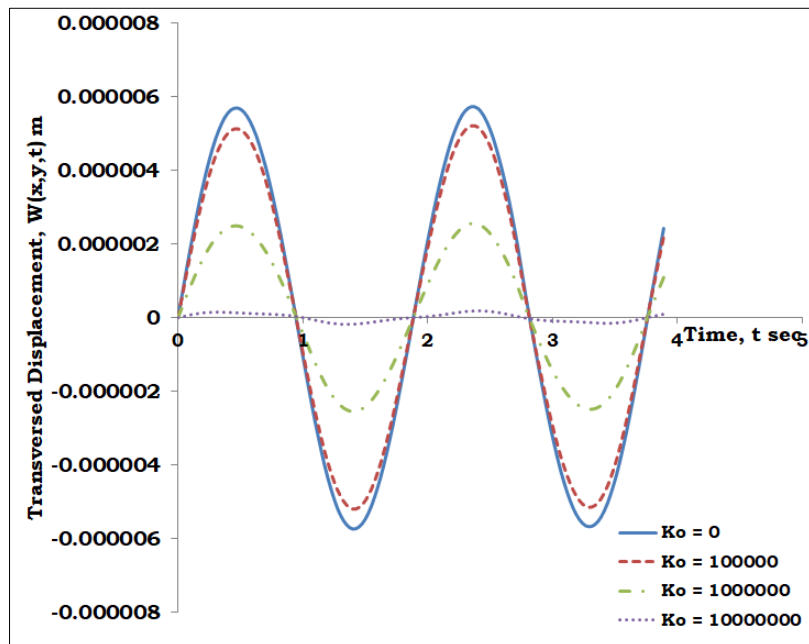 0.000008
0.000006
0.000004
0.000002
0
-0.000002
-0.000004
-0.000006
-0.000008
Transversed Displacement, W(x,y,t) m
0 1 2 3 4 5
Time, t sec
Ko = 0
Ko = 100000
Ko = 1000000
Ko = 10000000